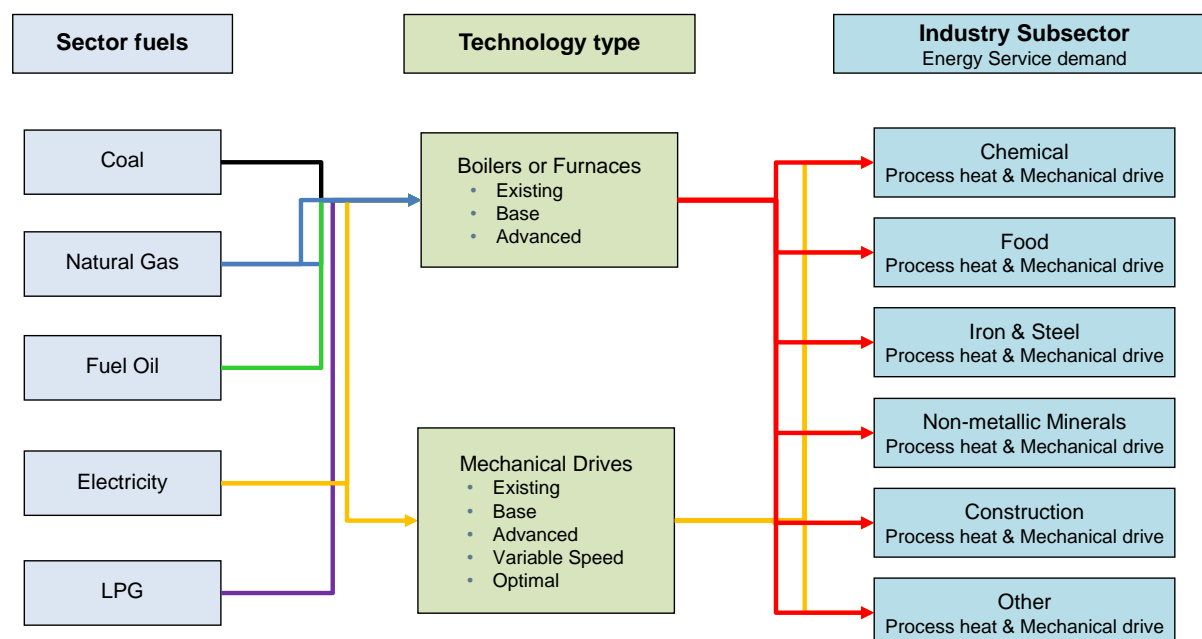 Sector fuels
Technology type
Industry Subsector
Energy Service demand
Coal
Natural Gas
Fuel Oil
Electricity
LPG
Boilers or Furnaces
• Existing
• Base
• Advanced
Mechanical Drives
• Existing
• Base
• Advanced
• Variable Speed
• Optimal
Chemical
Process heat & Mechanical drive
Food
Process heat & Mechanical drive
Iron & Steel
Process heat & Mechanical drive
Non-metallic Minerals
Process heat & Mechanical drive
Construction
Process heat & Mechanical drive
Other
Process heat & Mechanical drive